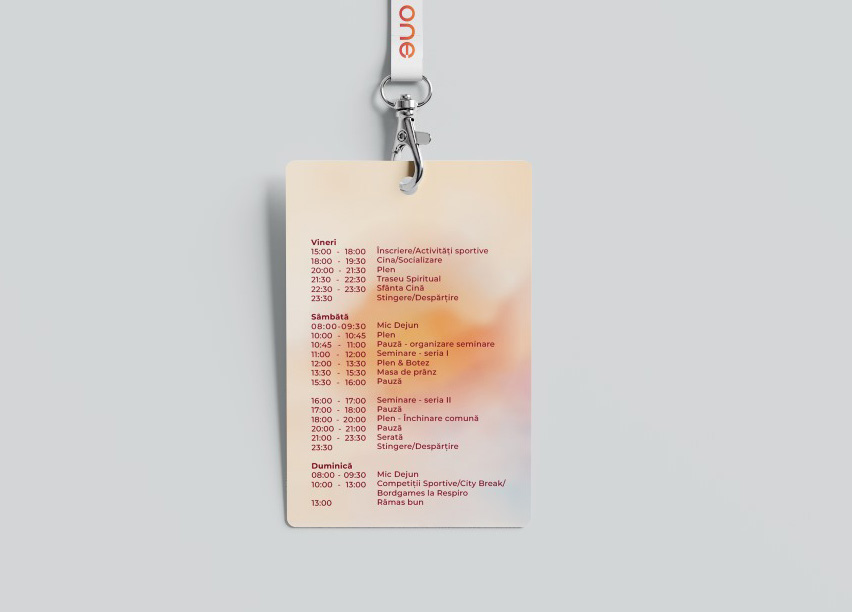 one
Vineri
15:00 - 18:00 Înscriere/Activități sportive
18:00 - 19:30 Cina/Socializare
20:00 - 21:30 Plen
21:30 - 22:30 Traseu Spiritual
22:30 - 23:30 Sfânta Cină
23:30 Stingere/Despărțire
Sâmbătă
08:00-09:30 Mic Dejun
10:00 - 10:45 Plen
10:45 - 11:00 Pauză - organizare seminare
11:00 - 12:00 Seminare - seria I
12:00 - 13:30 Plen & Botez
13:30 - 15:30 Masa de prânz
15:30 - 16:00 Pauză
16:00 - 17:00 Seminare - seria II
17:00 - 18:00 Pauză
18:00 - 20:00 Plen - Închinare comună
20:00 - 21:00 Pauză
21:00 - 23:30 Serată
23:30 Stingere/Despărțire
Duminică
08:00 - 09:30 Mic Dejun
10:00 - 13:00 Competiții Sportive/City Break/
Bordgames la Respiro
13:00 Rămas bun